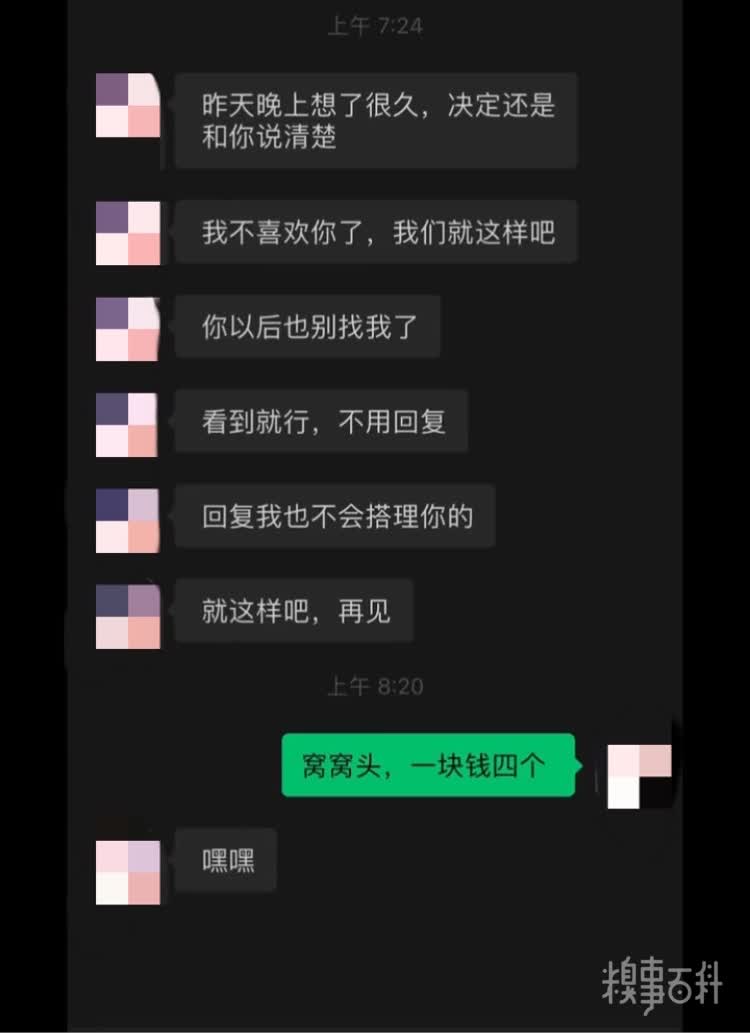 上午 7:24
昨天晚上想了很久，决定还是
和你说清楚
我不喜欢你了，我们就这样吧
你以后也别找我了
看到就行，不用回复
回复我也不会搭理你的
就这样吧，再见
上午 8:20
窝窝头，一块钱四个
嘿嘿
糗事百科